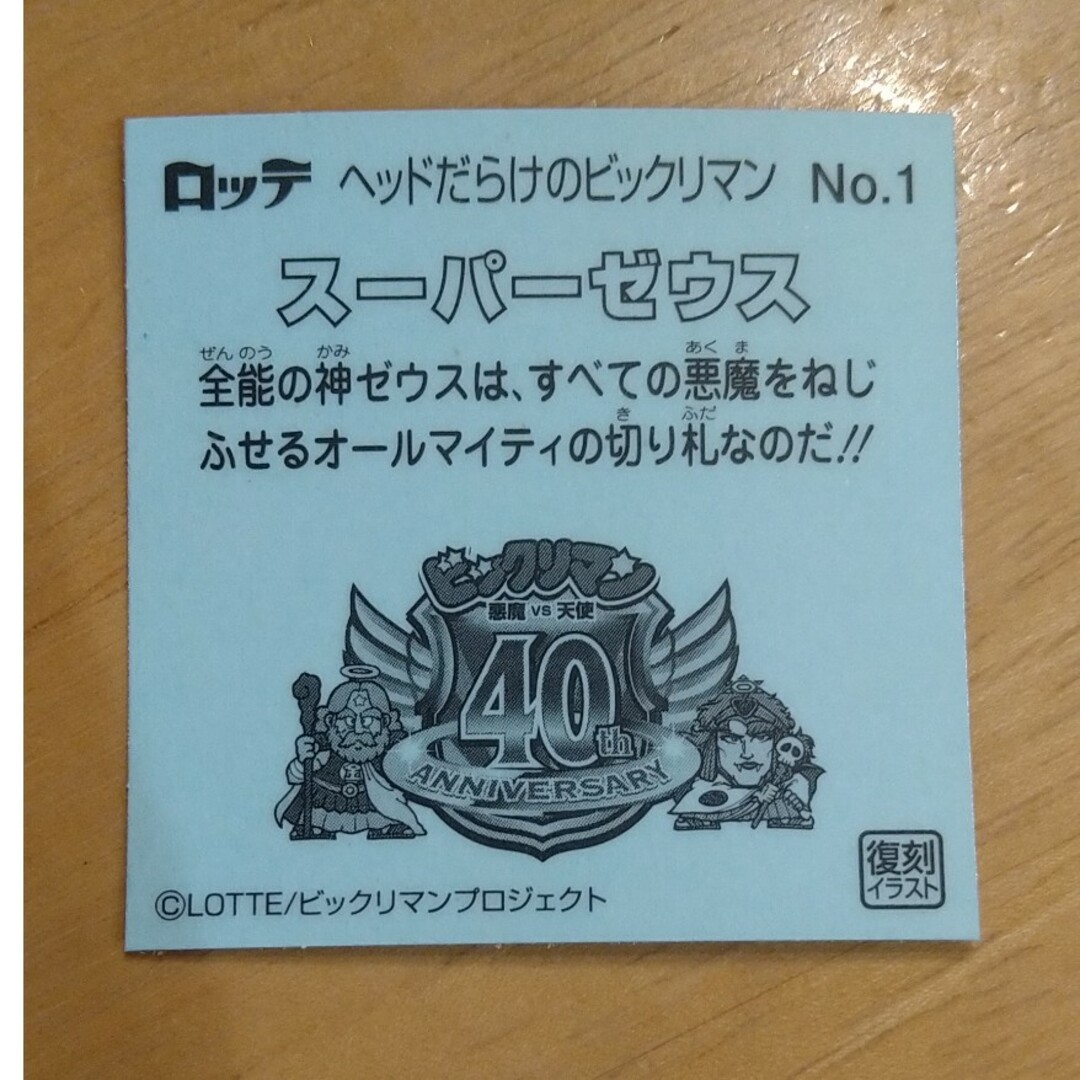 ロッテ ヘッドだらけのビックリマン No.1
スーパーゼウス
ぜんのう かみ あくま
全能の神ゼウスは、すべての悪魔をねじ
き ふだ
ふせるオールマイティの切り札なのだ!!
ビックリマン
悪魔 VS 天使
40th
ANNIVERSARY
復刻
イラスト
©LOTTE/ビックリマンプロジェクト